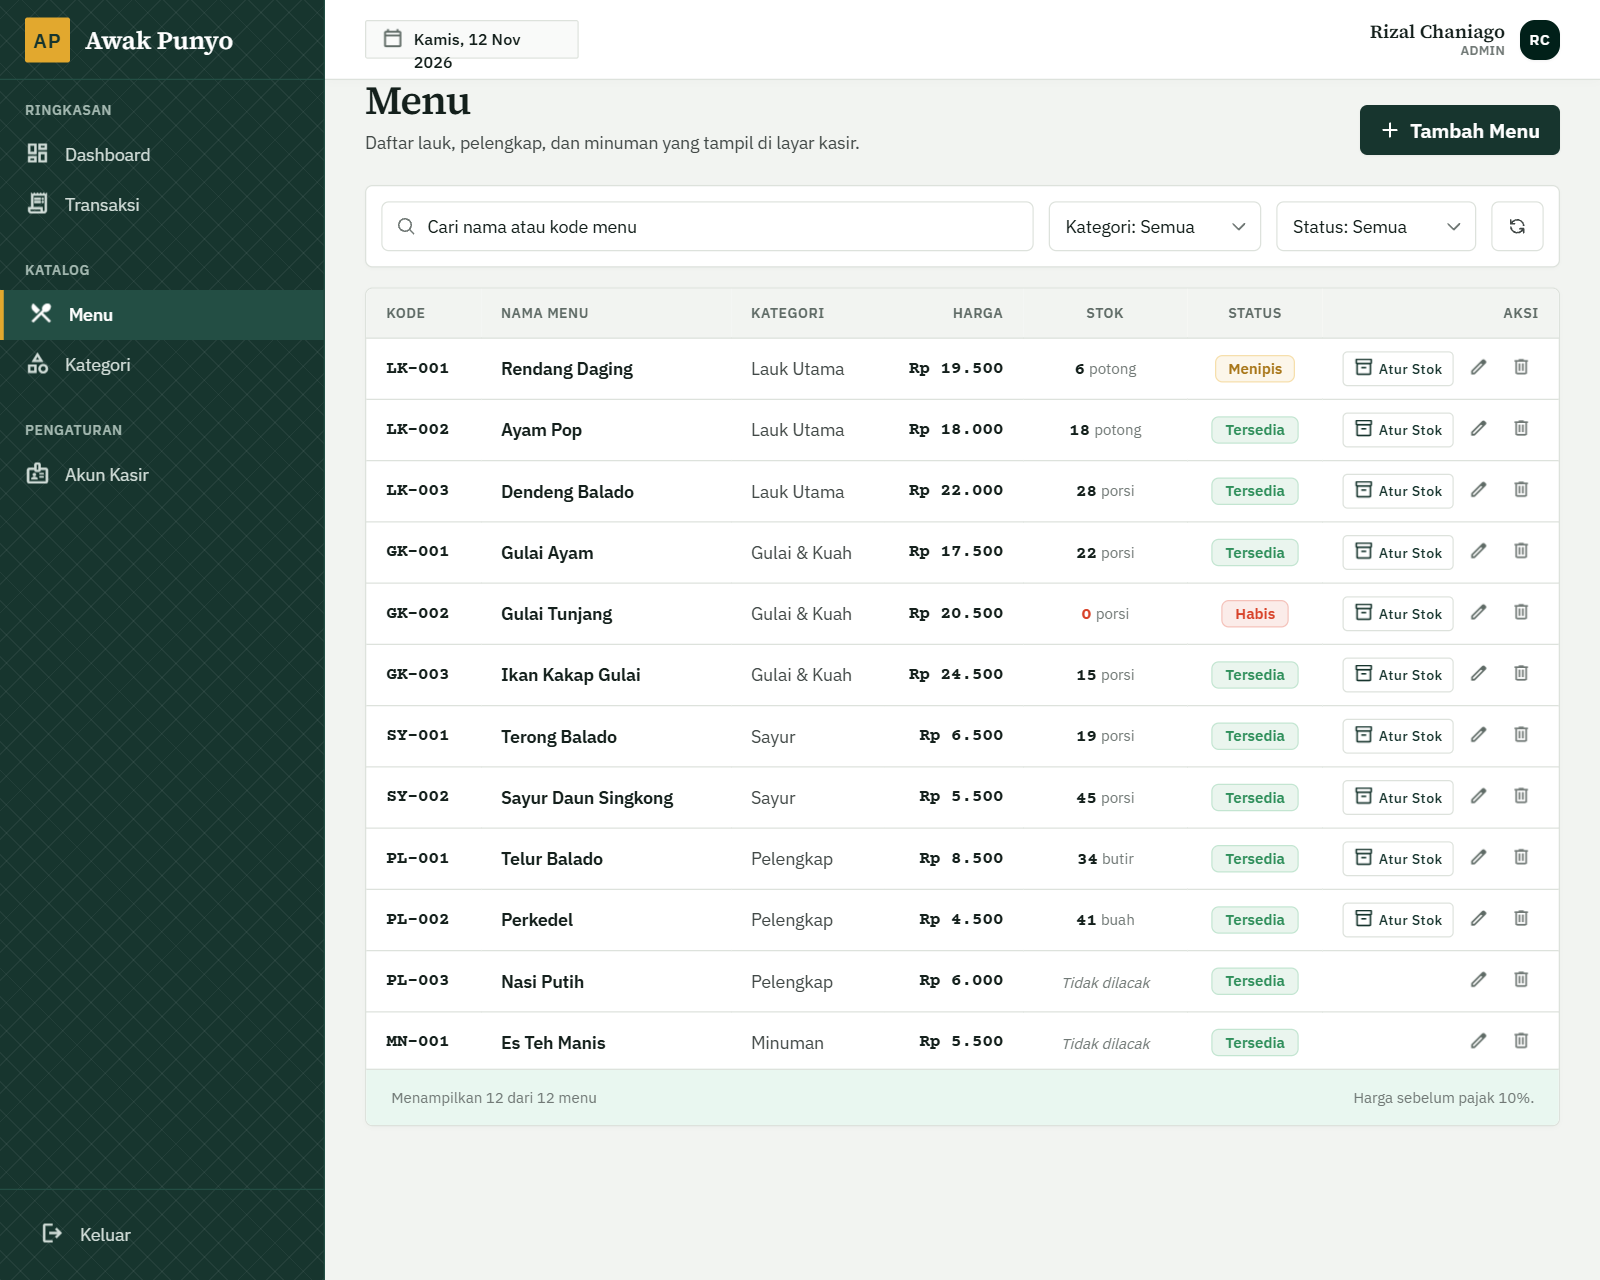 AP Awak Punyo
RINGKASAN
Dashboard
Transaksi
KATALOG
Menu
Kategori
PENGATURAN
Akun Kasir
Keluar
Kamis, 12 Nov
2026
Rizal Chaniago
ADMIN
RC
Menu
Daftar lauk, pelengkap, dan minuman yang tampil di layar kasir.
Tambah Menu
Cari nama atau kode menu
Kategori: Semua
Status: Semua
KODE NAMA MENU KATEGORI HARGA STOK STATUS AKSI
LK-001 Rendang Daging Lauk Utama Rp 19.500 6 potong Menipis Atur Stok
LK-002 Ayam Pop Lauk Utama Rp 18.000 18 potong Tersedia Atur Stok
LK-003 Dendeng Balado Lauk Utama Rp 22.000 28 porsi Tersedia Atur Stok
GK-001 Gulai Ayam Gulai & Kuah Rp 17.500 22 porsi Tersedia Atur Stok
GK-002 Gulai Tunjang Gulai & Kuah Rp 20.500 0 porsi Habis Atur Stok
GK-003 Ikan Kakap Gulai Gulai & Kuah Rp 24.500 15 porsi Tersedia Atur Stok
SY-001 Terong Balado Sayur Rp 6.500 19 porsi Tersedia Atur Stok
SY-002 Sayur Daun Singkong Sayur Rp 5.500 45 porsi Tersedia Atur Stok
PL-001 Telur Balado Pelengkap Rp 8.500 34 butir Tersedia Atur Stok
PL-002 Perkedel Pelengkap Rp 4.500 41 buah Tersedia Atur Stok
PL-003 Nasi Putih Pelengkap Rp 6.000 Tidak dilacak Tersedia
MN-001 Es Teh Manis Minuman Rp 5.500 Tidak dilacak Tersedia
Menampilkan 12 dari 12 menu
Harga sebelum pajak 10%.